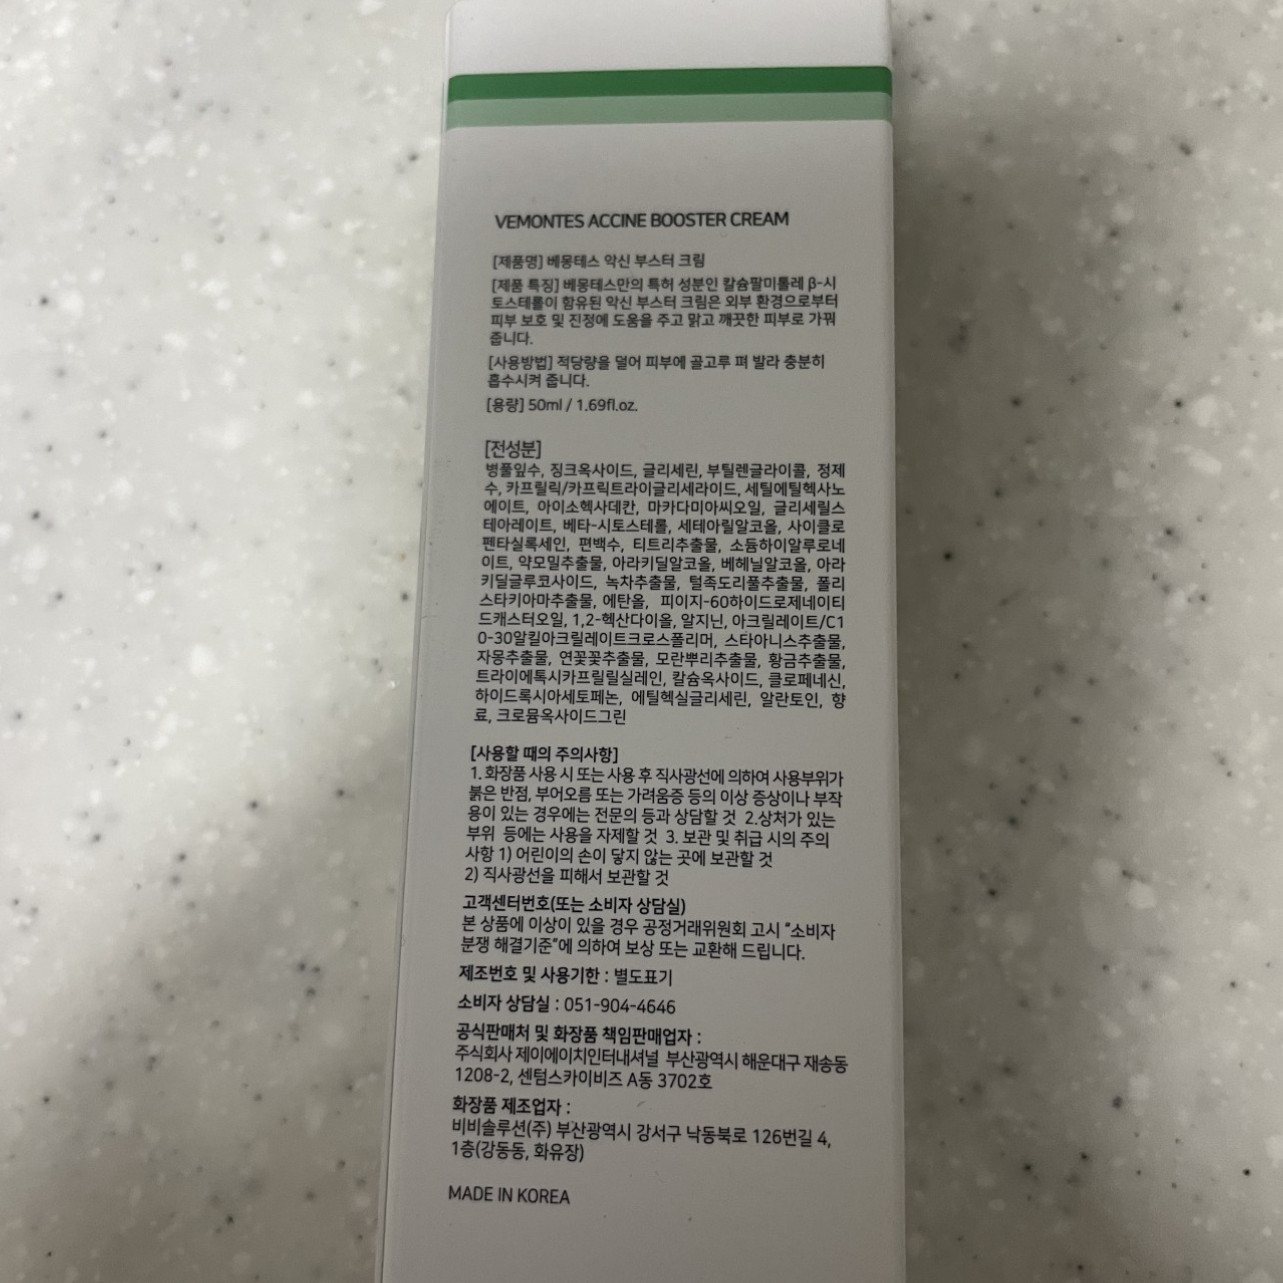 VEMONTES ACCINE BOOSTER CREAM
[제품명] 베몽테스 악신 부스터 크림
[제품 특징] 베몽테스만의 특허 성분인 칼슘팔미톨레 β-시
토스테롤이 함유된 악신 부스터 크림은 외부 환경으로부터
피부 보호 및 진정에 도움을 주고 맑고 깨끗한 피부로 가꿔
줍니다.
[사용방법] 적당량을 덜어 피부에 골고루 펴 발라 충분히
흡수시켜 줍니다.
[용량] 50ml / 1.69fl.oz.
[전성분]
병풀잎수, 징크옥사이드, 글리세린, 부틸렌글라이콜, 정제
수, 카프릴릭/카프릭트라이글리세라이드, 세틸에틸헥사노
에이트, 아이소헥사데칸, 마카다미아씨오일, 글리세릴스
테아레이트, 베타-시토스테롤, 세테아릴알코올, 사이클로
펜타실록세인, 편백수, 티트리추출물, 소듐하이알루로네
이트, 약모밀추출물, 아라키딜알코올, 베헤닐알코올, 아라
키딜글루코사이드, 녹차추출물, 털족도리풀추출물, 폴리
스타키아마추출물, 에탄올, 피이지-60하이드로제네이티
드캐스터오일, 1,2-헥산다이올, 알지닌, 아크릴레이트/C1
0-30알킬아크릴레이트크로스폴리머, 스타아니스추출물,
자몽추출물, 연꽃꽃추출물, 모란뿌리추출물, 황금추출물,
트라이에톡시카프릴릴실레인, 칼슘옥사이드, 클로페네신,
하이드록시아세토페논, 에틸헥실글리세린, 알란토인, 향
료, 크로뮴옥사이드그린
[사용할 때의 주의사항]
1. 화장품 사용 시 또는 사용 후 직사광선에 의하여 사용부위가
붉은 반점, 부어오름 또는 가려움증 등의 이상 증상이나 부작
용이 있는 경우에는 전문의 등과 상담할 것 2.상처가 있는
부위 등에는 사용을 자제할 것 3. 보관 및 취급 시의 주의
사항 1) 어린이의 손이 닿지 않는 곳에 보관할 것
2) 직사광선을 피해서 보관할 것
고객센터번호(또는 소비자 상담실)
본 상품에 이상이 있을 경우 공정거래위원회 고시 "소비자
분쟁 해결기준"에 의하여 보상 또는 교환해 드립니다.
제조번호 및 사용기한 : 별도표기
소비자 상담실 : 051-904-4646
공식판매처 및 화장품 책임판매업자 :
주식회사 제이에이치인터내셔널 부산광역시 해운대구 재송동
1208-2, 센텀스카이비즈 A동 3702호
화장품 제조업자 :
비비솔루션(주) 부산광역시 강서구 낙동북로 126번길 4,
1층(강동동, 화유장)
MADE IN KOREA